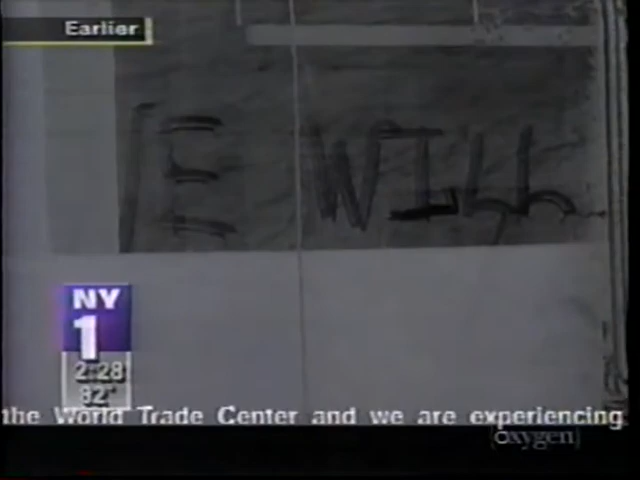 Earlier
E WILL
NY
1
2:28
82°
the World Trade Center and we are experiencing
oxygen